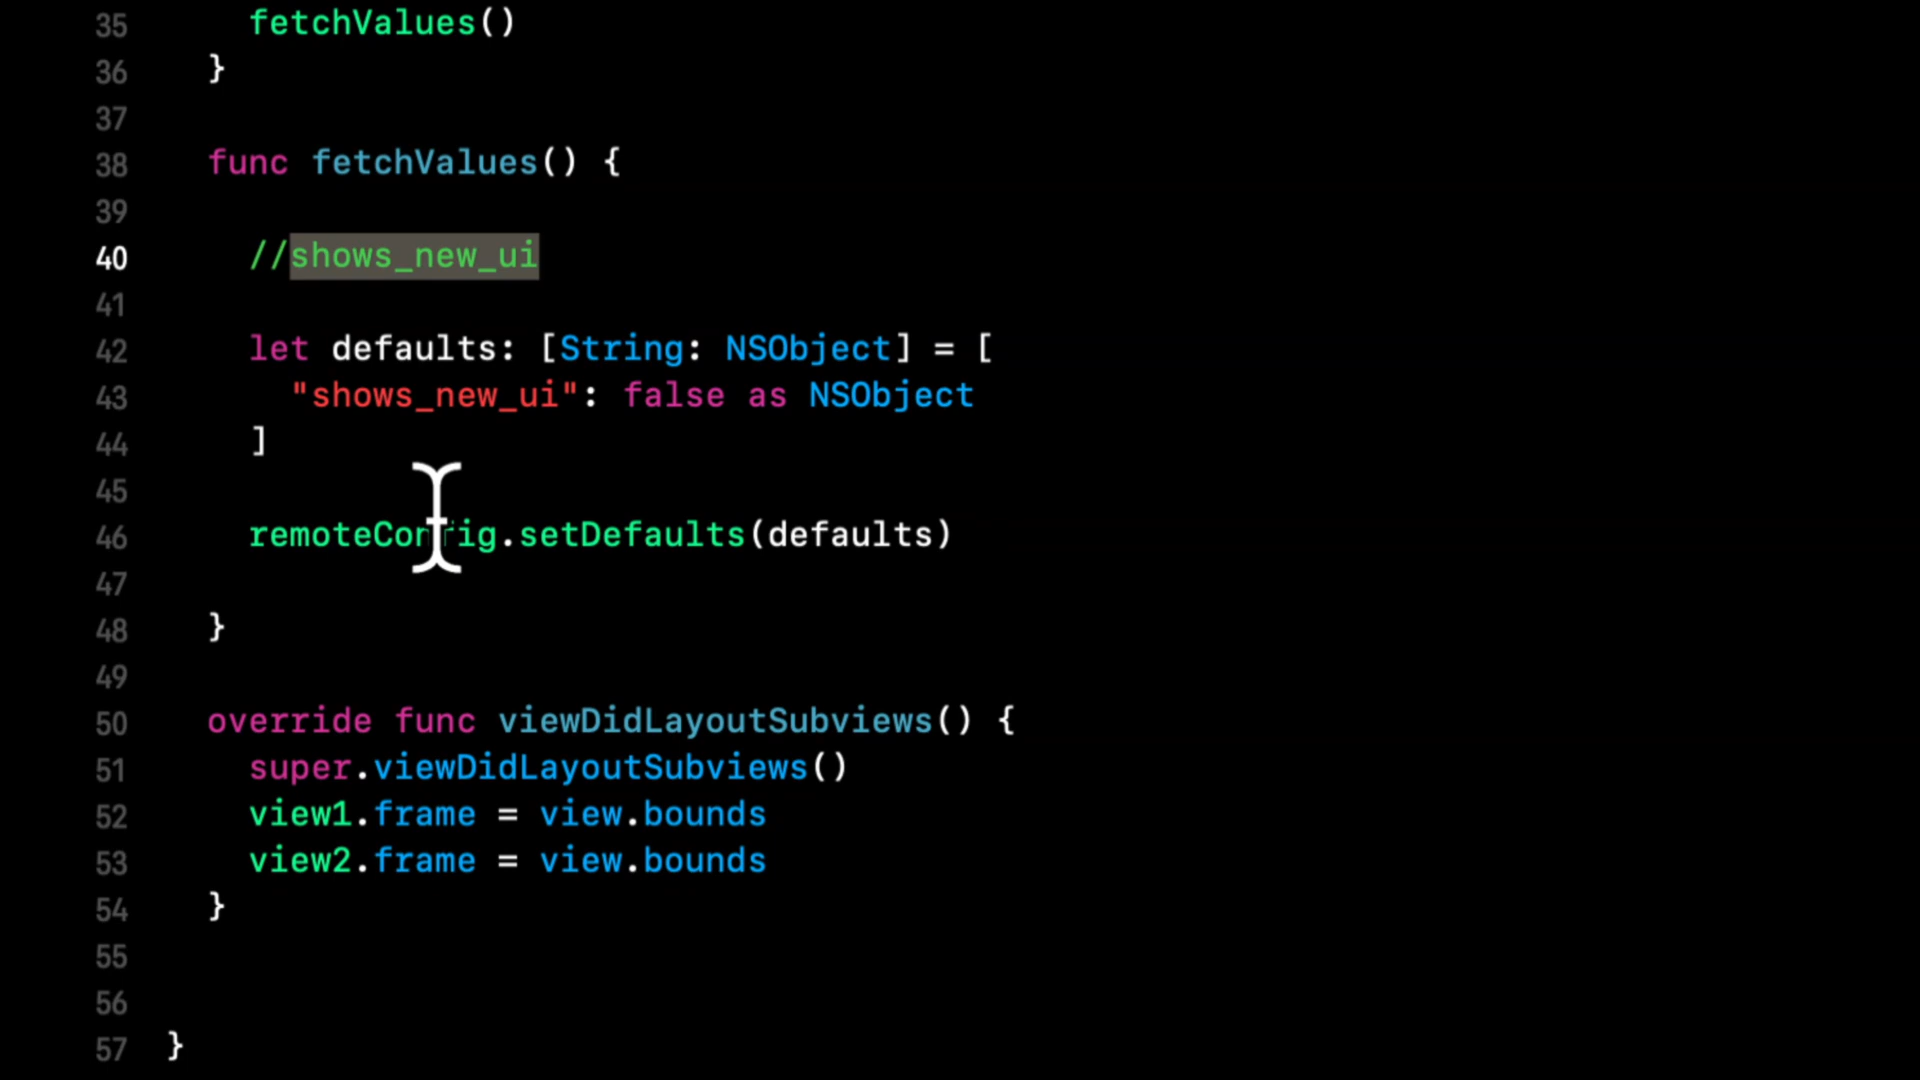 35 fetchValues()
36 }
37
38 func fetchValues() {
39
40 //shows_new_ui
41
42 let defaults: [String: NSObject] = [
43 "shows_new_ui": false as NSObject
44 ]
45
46 remoteConfig.setDefaults(defaults)
47
48 }
49
50 override func viewDidLayoutSubviews() {
51 super.viewDidLayoutSubviews()
52 view1.frame = view.bounds
53 view2.frame = view.bounds
54 }
55
56
57 }